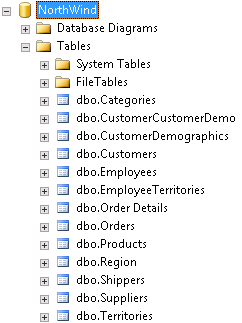 NorthWind
Database Diagrams
Tables
System Tables
FileTables
dbo.Categories
dbo.CustomerCustomerDemo
dbo.CustomerDemographics
dbo.Customers
dbo.Employees
dbo.EmployeeTerritories
dbo.Order Details
dbo.Orders
dbo.Products
dbo.Region
dbo.Shippers
dbo.Suppliers
dbo.Territories